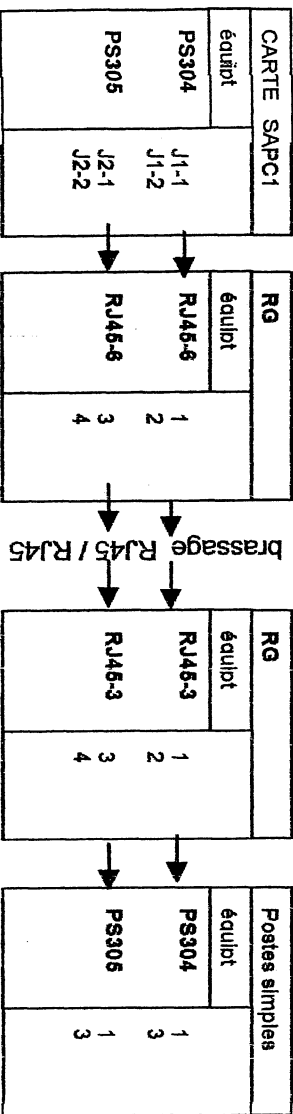 CARTE SAPC1
équipt
PS304 J1-1
J1-2
PS305 J2-1
J2-2
RG
équipt
RJ45-6 1
2
RJ45-6 3
4
brassage RJ45 / RJ45
RG
équipt
RJ45-3 1
2
RJ45-3 3
4
Postes simples
équipt
PS304 1
3
PS305 1
3